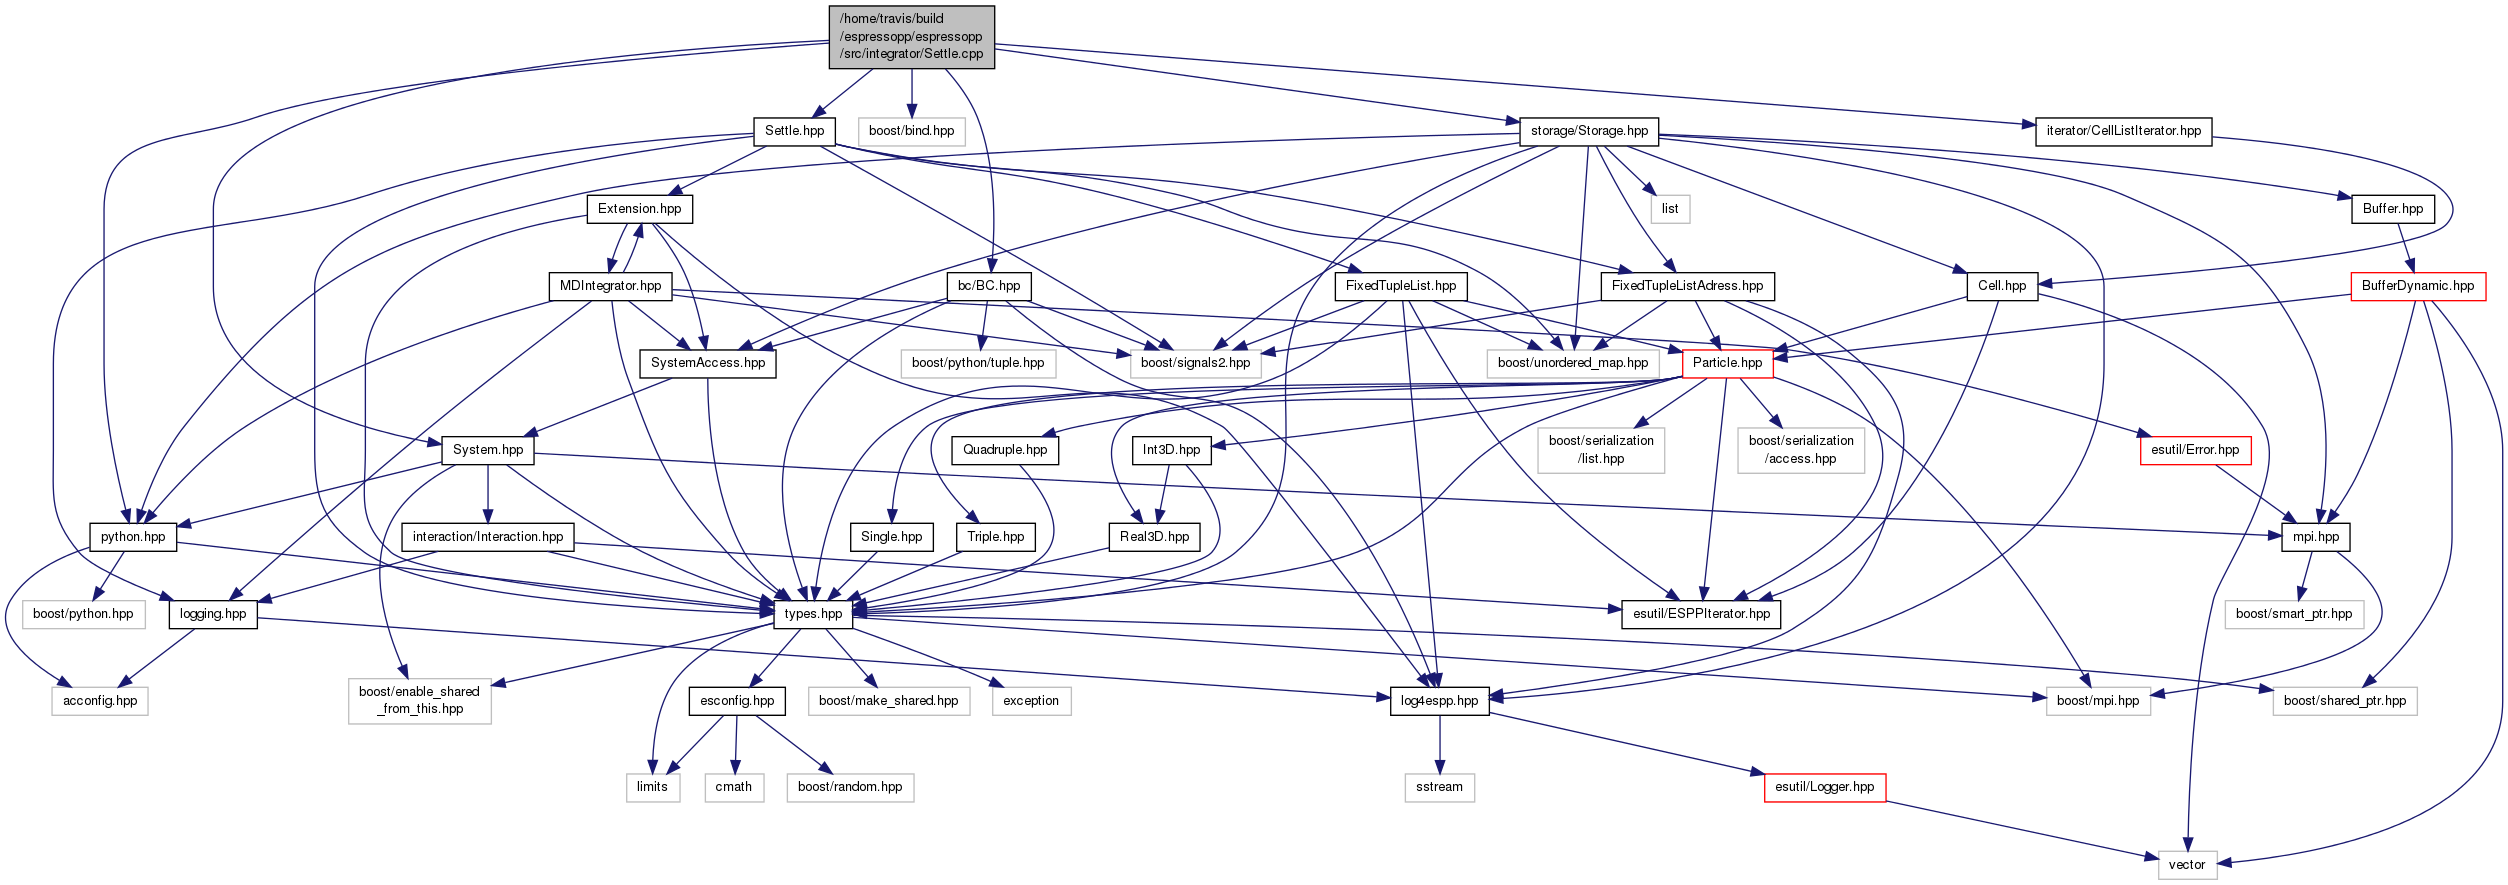 /home/travis/build
/espressopp/espressopp
/src/integrator/Settle.cpp
Settle.hpp
boost/bind.hpp
storage/Storage.hpp
iterator/CellListIterator.hpp
Extension.hpp
list
Buffer.hpp
MDIntegrator.hpp
bc/BC.hpp
FixedTupleList.hpp
FixedTupleListAdress.hpp
Cell.hpp
BufferDynamic.hpp
SystemAccess.hpp
boost/python/tuple.hpp
boost/signals2.hpp
boost/unordered_map.hpp
Particle.hpp
System.hpp
Quadruple.hpp
Int3D.hpp
boost/serialization
/list.hpp
boost/serialization
/access.hpp
esutil/Error.hpp
python.hpp
interaction/Interaction.hpp
Single.hpp
Triple.hpp
Real3D.hpp
mpi.hpp
boost/python.hpp
logging.hpp
types.hpp
esutil/ESPPIterator.hpp
boost/smart_ptr.hpp
acconfig.hpp
boost/enable_shared
_from_this.hpp
esconfig.hpp
boost/make_shared.hpp
exception
log4espp.hpp
boost/mpi.hpp
boost/shared_ptr.hpp
limits
cmath
boost/random.hpp
sstream
esutil/Logger.hpp
vector